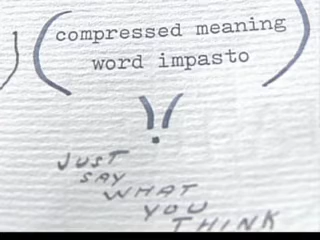 (compressed meaning
word impasto)
JUST
SAY
WHAT
YOU
THINK